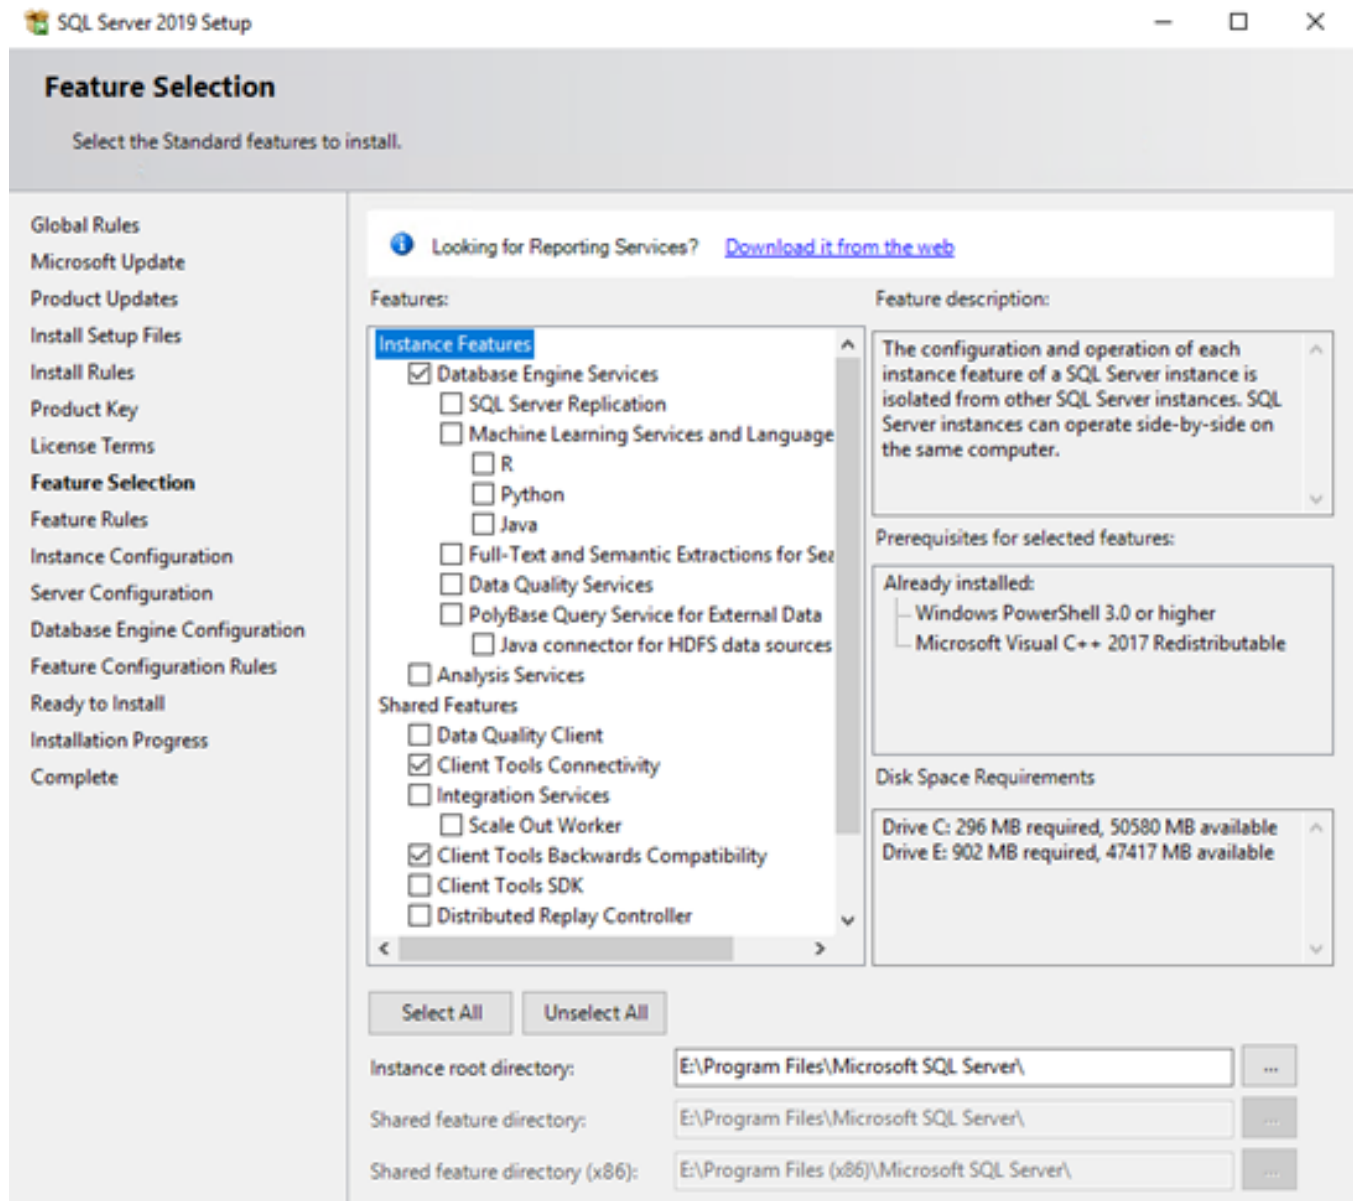 SQL Server 2019 Setup
Feature Selection
Select the Standard features to install.
Global Rules
Microsoft Update
Product Updates
Install Setup Files
Install Rules
Product Key
License Terms
Feature Selection
Feature Rules
Instance Configuration
Server Configuration
Database Engine Configuration
Feature Configuration Rules
Ready to Install
Installation Progress
Complete
Looking for Reporting Services? Download it from the web
Features:
Instance Features
Database Engine Services
SQL Server Replication
Machine Learning Services and Language
R
Python
Java
Full-Text and Semantic Extractions for Sea
Data Quality Services
PolyBase Query Service for External Data
Java connector for HDFS data sources
Analysis Services
Shared Features
Data Quality Client
Client Tools Connectivity
Integration Services
Scale Out Worker
Client Tools Backwards Compatibility
Client Tools SDK
Distributed Replay Controller
Feature description:
The configuration and operation of each
instance feature of a SQL Server instance is
isolated from other SQL Server instances. SQL
Server instances can operate side-by-side on
the same computer.
Prerequisites for selected features:
Already installed:
Windows PowerShell 3.0 or higher
Microsoft Visual C++ 2017 Redistributable
Disk Space Requirements
Drive C: 296 MB required, 50580 MB available
Drive E: 902 MB required, 47417 MB available
Select All
Unselect All
Instance root directory: E:\Program Files\Microsoft SQL Server\ ...
Shared feature directory: E:\Program Files\Microsoft SQL Server\ ...
Shared feature directory (x86): E:\Program Files (x86)\Microsoft SQL Server\ ...